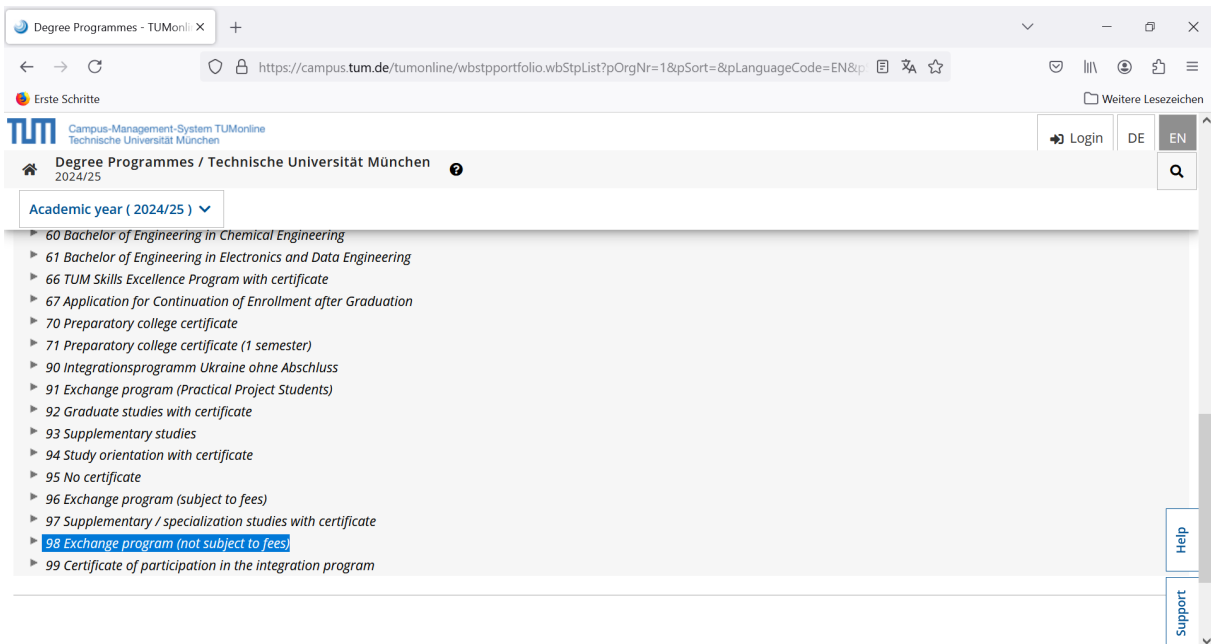 Degree Programmes - TUMonli
https://campus.tum.de/tumonline/wbstpportfolio.wbStpList?pOrgNr=1&pSort=&pLanguageCode=EN&p
Erste Schritte
Weitere Lesezeichen
TUM
Campus-Management-System TUMonline
Technische Universität München
Login
DE
EN
Degree Programmes / Technische Universität München
2024/25
Academic year ( 2024/25 )
60 Bachelor of Engineering in Chemical Engineering
61 Bachelor of Engineering in Electronics and Data Engineering
66 TUM Skills Excellence Program with certificate
67 Application for Continuation of Enrollment after Graduation
70 Preparatory college certificate
71 Preparatory college certificate (1 semester)
90 Integrationsprogramm Ukraine ohne Abschluss
91 Exchange program (Practical Project Students)
92 Graduate studies with certificate
93 Supplementary studies
94 Study orientation with certificate
95 No certificate
96 Exchange program (subject to fees)
97 Supplementary / specialization studies with certificate
98 Exchange program (not subject to fees)
99 Certificate of participation in the integration program
Help
Support